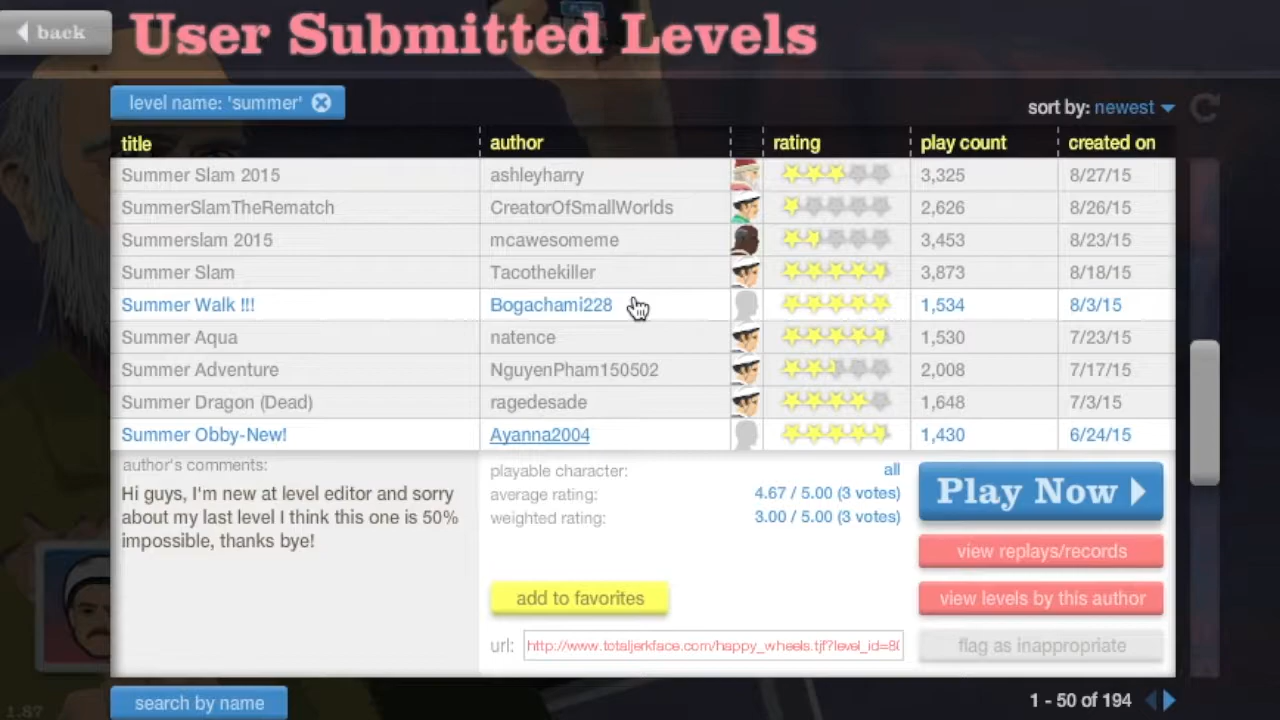 back
User Submitted Levels
level name: 'summer'
sort by: newest
title author rating play count created on
Summer Slam 2015 ashleyharry 3,325 8/27/15
SummerSlamTheRematch CreatorOfSmallWorlds 2,626 8/26/15
Summerslam 2015 mcawesomeme 3,453 8/23/15
Summer Slam Tacothekiller 3,873 8/18/15
Summer Walk !!! Bogachami228 1,534 8/3/15
Summer Aqua natence 1,530 7/23/15
Summer Adventure NguyenPham150502 2,008 7/17/15
Summer Dragon (Dead) ragedesade 1,648 7/3/15
Summer Obby-New! Ayanna2004 1,430 6/24/15
author's comments:
Hi guys, I'm new at level editor and sorry
about my last level I think this one is 50%
impossible, thanks bye!
playable character: all
average rating: 4.67 / 5.00 (3 votes)
weighted rating: 3.00 / 5.00 (3 votes)
add to favorites
url: http://www.totaljerkface.com/happy_wheels.tjf?level_id=8
Play Now
view replays/records
view levels by this author
flag as inappropriate
search by name
1 - 50 of 194
1.87